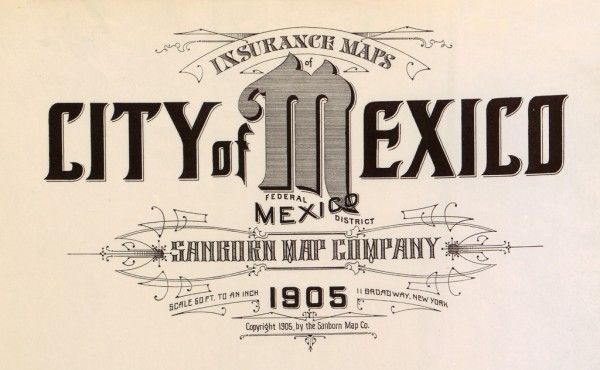 INSURANCE MAPS
of
CITY of MEXICO
FEDERAL
MEXICO
DISTRICT
SANBORN MAP COMPANY
SCALE 50 FT. TO AN INCH 1905 11 BROADWAY, NEW YORK
Copyright 1905, by the Sanborn Map Co.